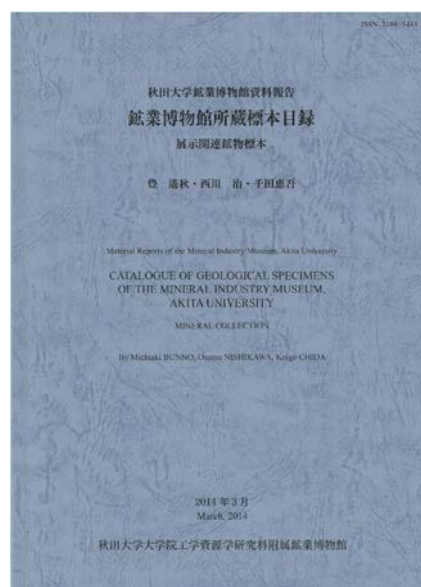 秋田大学鉱業博物館資料報告
鉱業博物館所蔵標本目録
展示関連鉱物標本
豊 遙秋・西川 治・千田恵吾
Material Reports of the Mineral Industry Museum, Akita University
CATALOGUE OF GEOLOGICAL SPECIMENS
OF THE MINERAL INDUSTRY MUSEUM,
AKITA UNIVERSITY
MINERAL COLLECTION
By Michiaki BUNNO, Osamu NISHIKAWA, Keigo CHIDA
2014 年 3 月
March, 2014
秋田大学大学院工学資源学研究科附属鉱業博物館